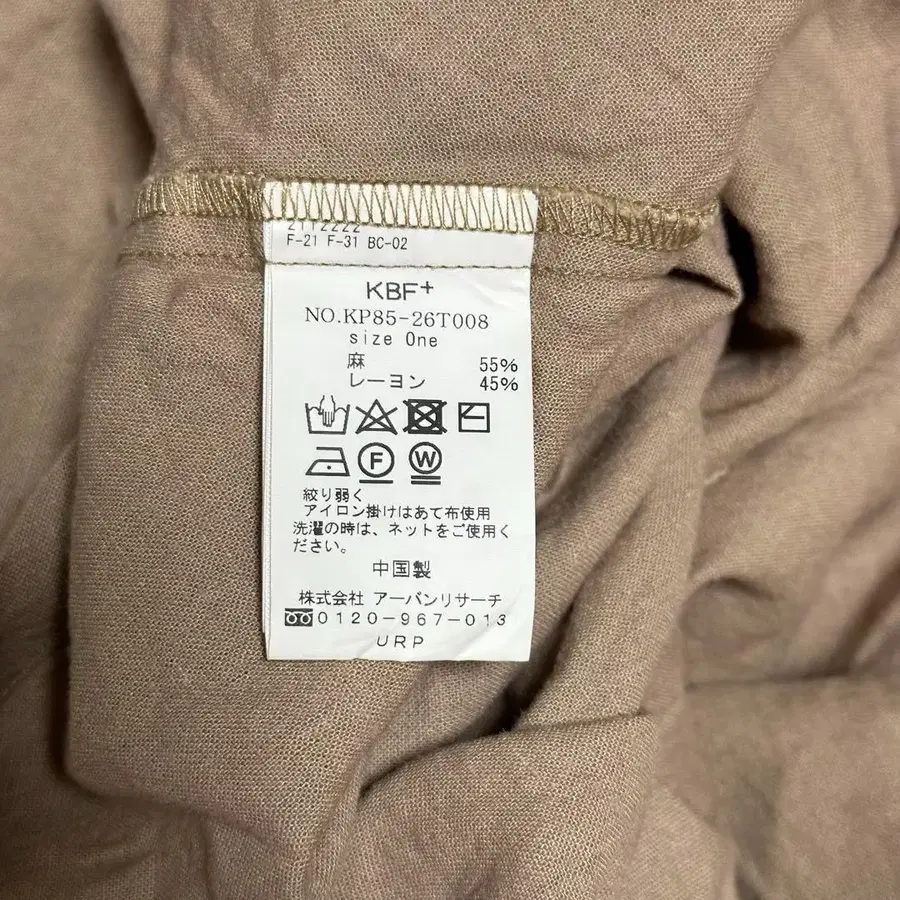 2112222
F-21 F-31 BC-02
KBF+
NO.KP85-26T008
size One
麻 55%
レーヨン 45%
F W
絞り弱く
アイロン掛けはあて布使用
洗濯の時は、ネットをご使用く
ださい。
中国製
株式会社 アーバンリサーチ
0120-967-013
URP